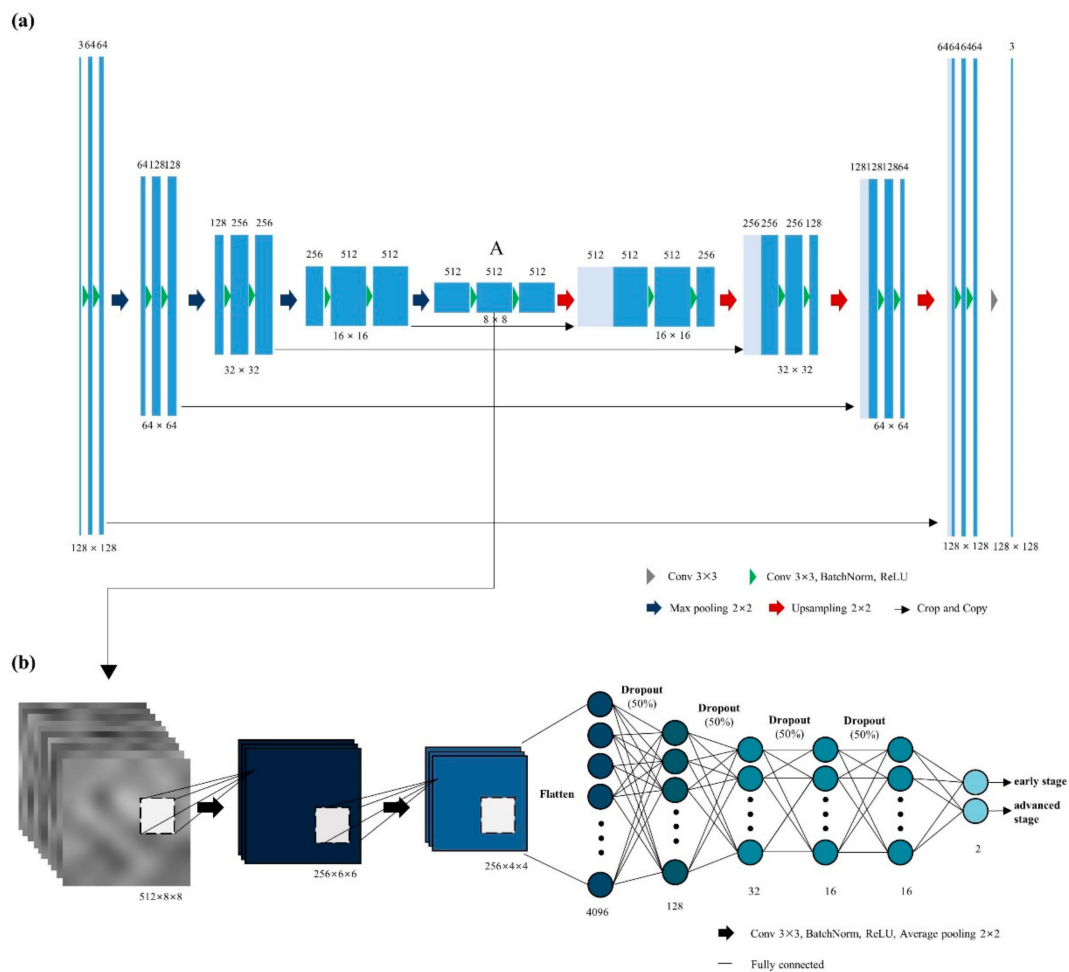 (a)
3 64 64
64 64 64 64
3
64 128 128
128 128 128 64
128 256 256
256 256 256 128
256 512 512
A
512 512 512
512 512 512 256
8 × 8
16 × 16
16 × 16
32 × 32
32 × 32
64 × 64
64 × 64
128 × 128
128 × 128
128 × 128
Conv 3×3
Conv 3×3, BatchNorm, ReLU
Max pooling 2×2
Upsampling 2×2
Crop and Copy
(b)
Dropout
(50%)
Dropout
(50%)
Dropout
(50%)
Dropout
(50%)
Flatten
early stage
advanced
stage
512×8×8
256×6×6
256×4×4
4096
128
32
16
16
2
Conv 3×3, BatchNorm, ReLU, Average pooling 2×2
Fully connected